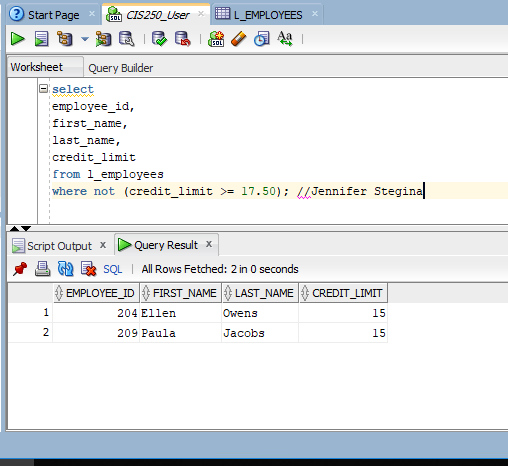 Start Page x CIS250_User x L_EMPLOYEES x
SQL
Aa
Worksheet Query Builder
select
employee_id,
first_name,
last_name,
credit_limit
from l_employees
where not (credit_limit >= 17.50); //Jennifer Stegina
Script Output x Query Result x
SQL All Rows Fetched: 2 in 0 seconds
EMPLOYEE_ID FIRST_NAME LAST_NAME CREDIT_LIMIT
1 204 Ellen Owens 15
2 209 Paula Jacobs 15